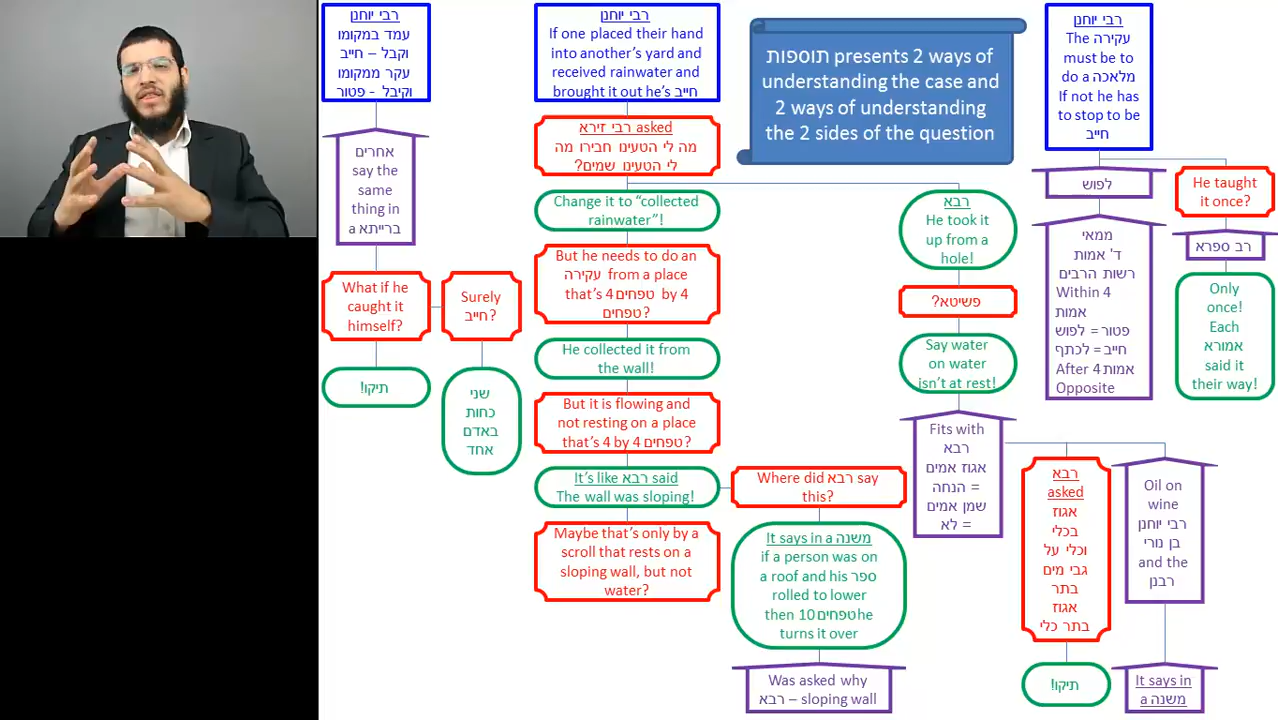 רבי יוחנן
עמד במקומו
וקבל – חייב
עקר ממקומו
וקיבל - פטור
אחרים
say the
same
thing in
a ברייתא
What if he
caught it
himself?
תיקו!
Surely
חייב?
שני
כחות
באדם
אחד
רבי יוחנן
If one placed their hand
into another's yard and
received rainwater and
brought it out he's חייב
רבי זירא asked
מה לי הטעינו חבירו מה
לי הטעינו שמים?
Change it to "collected
rainwater"!
But he needs to do an
עקירה from a place
that's 4 טפחים by 4
טפחים?
He collected it from
the wall!
But it is flowing and
not resting on a place
that's 4 by 4 טפחים?
It's like רבא said
The wall was sloping!
Maybe that's only by a
scroll that rests on a
sloping wall, but not
water?
Where did רבא say
this?
It says in a משנה
if a person was on
a roof and his ספר
rolled to lower
then 10 טפחים he
turns it over
Was asked why
רבא – sloping wall
תוספות presents 2 ways of
understanding the case and
2 ways of understanding
the 2 sides of the question
רבא
He took it
up from a
hole!
פשיטא?
Say water
on water
isn't at rest!
Fits with
רבא
אגוז אמים
= הנחה
שמן אמים
= לא
רבא
asked
אגוז
בכלי
וכלי על
גבי מים
בתר
אגוז
בתר כלי
תיקו!
Oil on
wine
רבי יוחנן
בן נורי
and the
רבנן
It says in
a משנה
רבי יוחנן
The עקירה
must be to
do a מלאכה
If not he has
to stop to be
חייב
לפוש
ממאי
ד' אמות
רשות הרבים
Within 4
אמות
פטור = לפוש
חייב = לכתף
After 4 אמות
Opposite
He taught
it once?
רב ספרא
Only
once!
Each
אמורא
said it
their way!